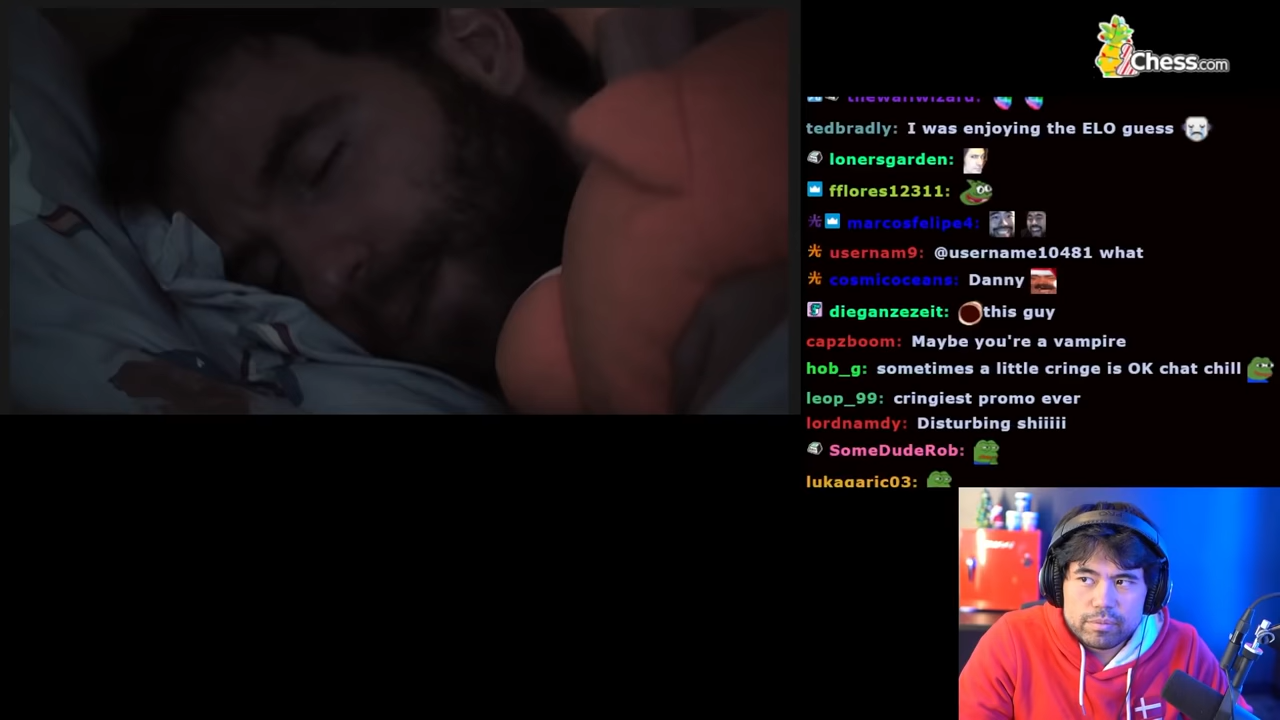 Chess.com
thewaffwizard:
tedbradly: I was enjoying the ELO guess
lonersgarden:
fflores12311:
marcosfelipe4:
usernam9: @username10481 what
cosmicoceans: Danny
dieganzezeit: this guy
capzboom: Maybe you're a vampire
hob_g: sometimes a little cringe is OK chat chill
leop_99: cringiest promo ever
lordnamdy: Disturbing shiiiii
SomeDudeRob:
lukagaric03: